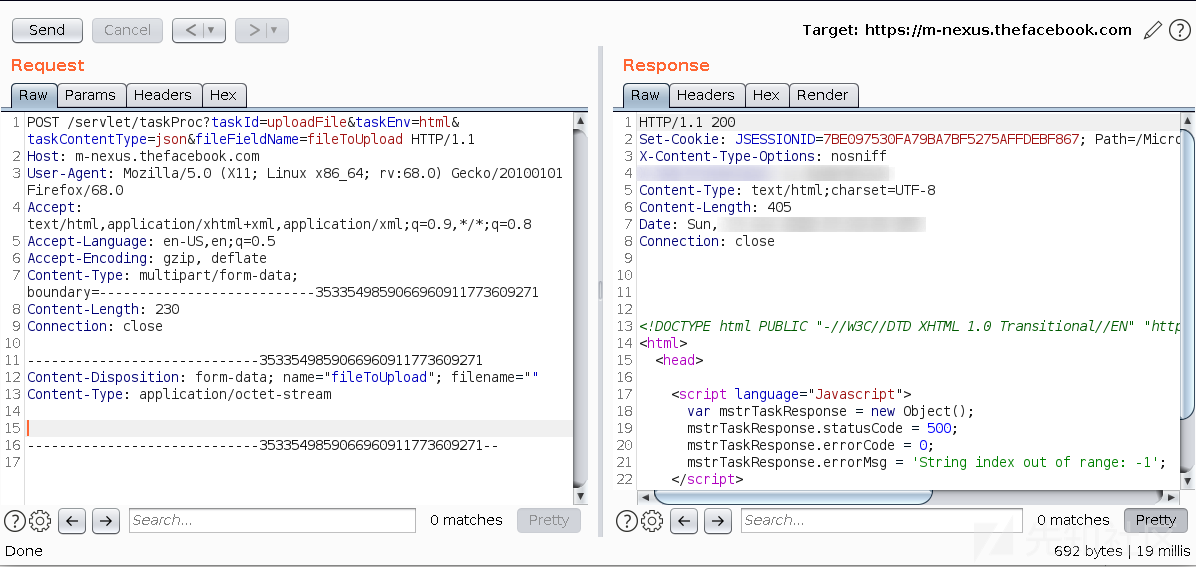 Send Cancel < | ▼ > | ▼ Target: https://m-nexus.thefacebook.com ?
Request
Raw Params Headers Hex
1 POST /servlet/taskProc?taskId=uploadFile&taskEnv=html&
taskContentType=json&fileFieldName=fileToUpload HTTP/1.1
2 Host: m-nexus.thefacebook.com
3 User-Agent: Mozilla/5.0 (X11; Linux x86_64; rv:68.0) Gecko/20100101
Firefox/68.0
4 Accept:
text/html,application/xhtml+xml,application/xml;q=0.9,*/*;q=0.8
5 Accept-Language: en-US,en;q=0.5
6 Accept-Encoding: gzip, deflate
7 Content-Type: multipart/form-data;
boundary=---------------------------3533549859066960911773609271
8 Content-Length: 230
9 Connection: close
10
11 -----------------------------3533549859066960911773609271
12 Content-Disposition: form-data; name="fileToUpload"; filename=""
13 Content-Type: application/octet-stream
14
15
16 -----------------------------3533549859066960911773609271--
17
? Search... 0 matches Pretty
Response
Raw Headers Hex Render
1 HTTP/1.1 200
2 Set-Cookie: JSESSIONID=7BE097530FA79BA7BF5275AFFDEBF867; Path=/Micro
3 X-Content-Type-Options: nosniff
4
5 Content-Type: text/html;charset=UTF-8
6 Content-Length: 405
7 Date: Sun,
8 Connection: close
9
10
11
12
13 <!DOCTYPE html PUBLIC "-//W3C//DTD XHTML 1.0 Transitional//EN" "http
14 <html>
15 <head>
16
17 <script language="Javascript">
18 var mstrTaskResponse = new Object();
19 mstrTaskResponse.statusCode = 500;
20 mstrTaskResponse.errorCode = 0;
21 mstrTaskResponse.errorMsg = 'String index out of range: -1';
22 </script>
? Search... 0 matches Pretty
Done 692 bytes | 19 millis